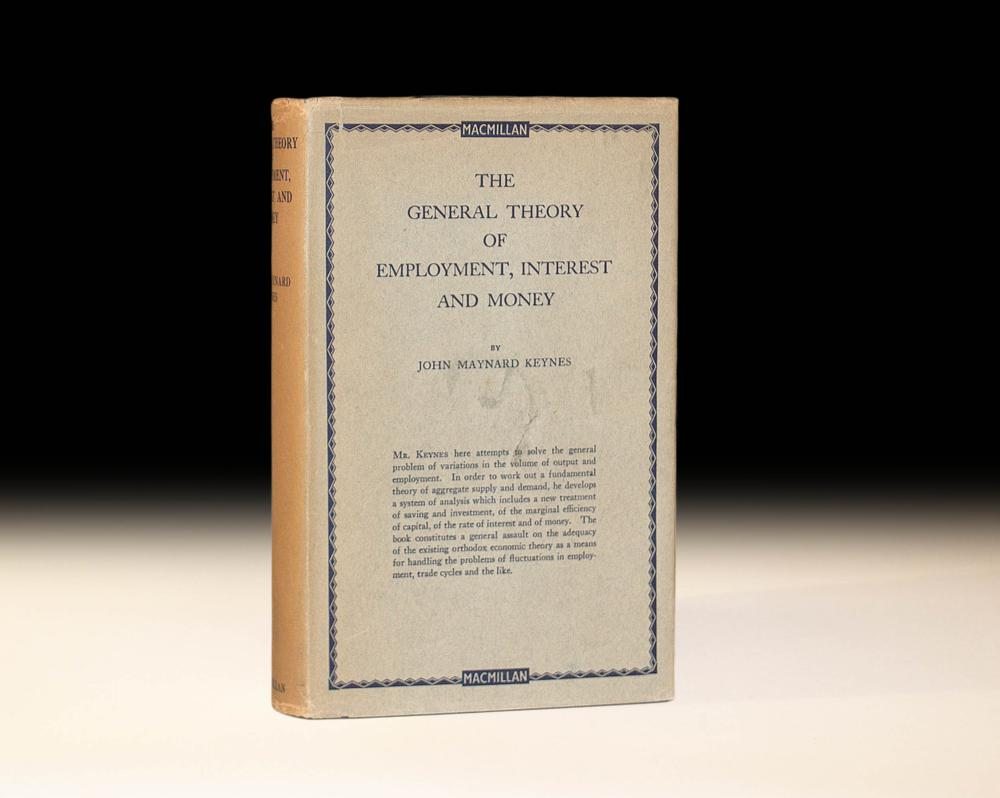 MACMILLAN
THE
GENERAL THEORY
OF
EMPLOYMENT, INTEREST
AND MONEY
BY
JOHN MAYNARD KEYNES
MR. KEYNES here attempts to solve the general
problem of variations in the volume of output and
employment. In order to work out a fundamental
theory of aggregate supply and demand, he develops
a system of analysis which includes a new treatment
of saving and investment, of the marginal efficiency
of capital, of the rate of interest and of money. The
book constitutes a general assault on the adequacy
of the existing orthodox economic theory as a means
for handling the problems of fluctuations in employ-
ment, trade cycles and the like.
MACMILLAN
THEORY
AND